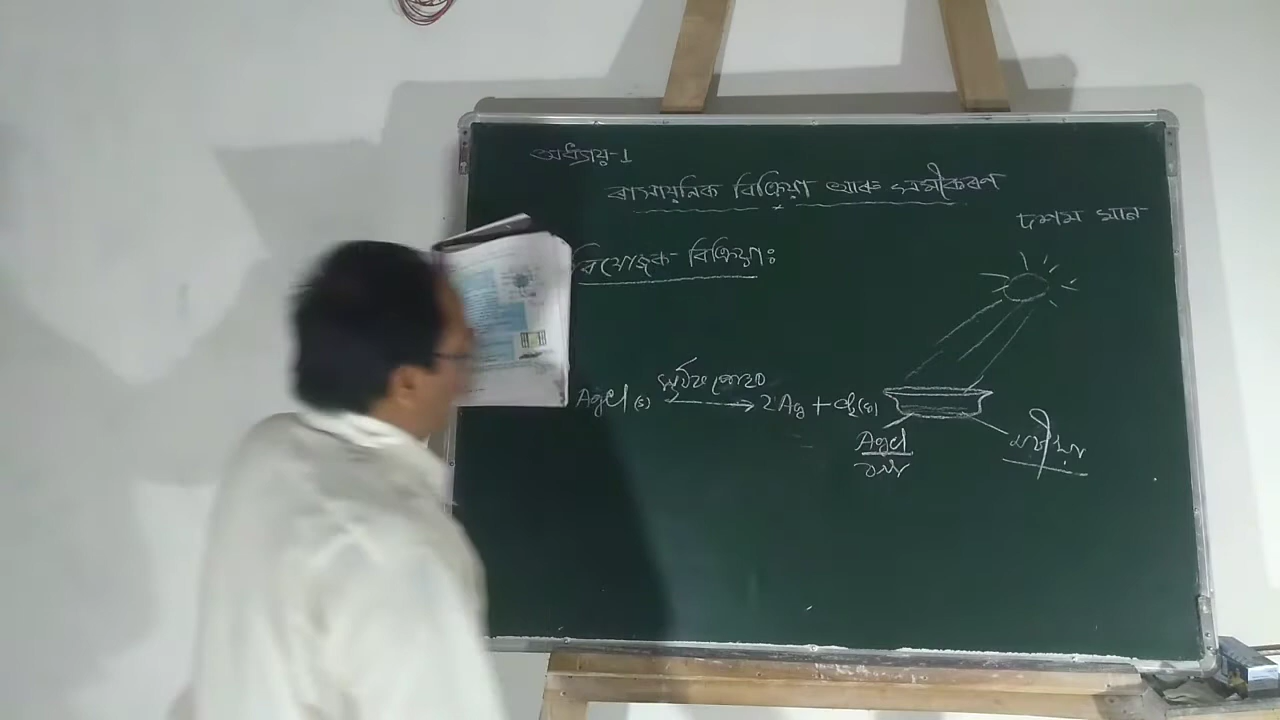 অধ্যায়-1
ৰাসায়নিক বিক্ৰিয়া আৰু সমীকৰণ
দশম মান
বিযোজক বিক্ৰিয়াঃ
AgCl(s) সূৰ্যৰ পোহৰ → 2Ag + Cl₂(g)
AgCl